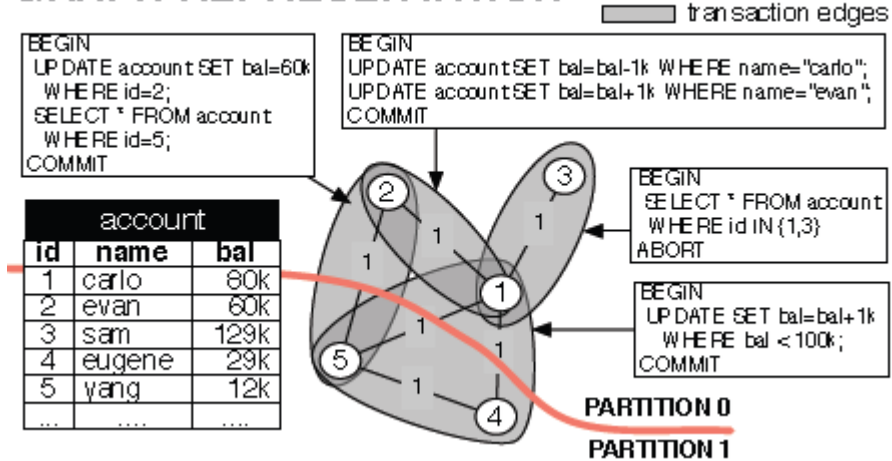 transaction edges
BEGIN
UPDATE account SET bal=60k
WHERE id=2;
SELECT * FROM account
WHERE id=5;
COMMIT
BEGIN
UPDATE account SET bal=bal-1k WHERE name="carlo";
UPDATE account SET bal=bal+1k WHERE name="evan";
COMMIT
BEGIN
SELECT * FROM account
WHERE id IN {1,3}
ABORT
BEGIN
UPDATE SET bal=bal+1k
WHERE bal < 100k;
COMMIT
account
id name bal
1 carlo 80k
2 evan 60k
3 sam 129k
4 eugene 29k
5 yang 12k
... .... ....
2
3
1
1
1
1
1
5
1
1
4
PARTITION 0
PARTITION 1